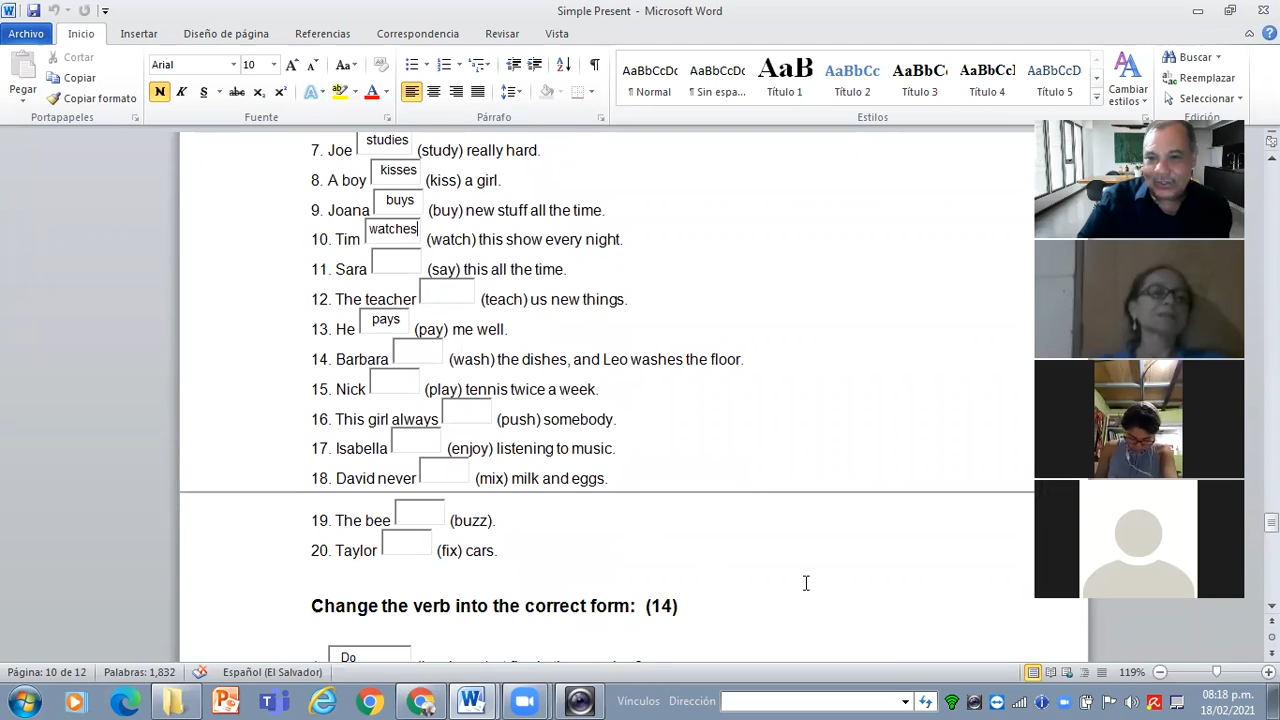 Simple Present - Microsoft Word
Archivo Inicio Insertar Diseño de página Referencias Correspondencia Revisar Vista
Pegar
Cortar
Copiar
Copiar formato
Portapapeles
Arial 10
Aa
N K S abc x₂ x² A ab A
Fuente
Párrafo
AaBbCcDc AaBbCcDc AaB AaBbCc AaBbC AaBbCc AaBbCcD
¶ Normal ¶ Sin espa... Título 1 Título 2 Título 3 Título 4 Título 5
Cambiar estilos
Estilos
Buscar
Reemplazar
Seleccionar
Edición
7. Joe studies (study) really hard.
8. A boy kisses (kiss) a girl.
9. Joana buys (buy) new stuff all the time.
10. Tim watches (watch) this show every night.
11. Sara (say) this all the time.
12. The teacher (teach) us new things.
13. He pays (pay) me well.
14. Barbara (wash) the dishes, and Leo washes the floor.
15. Nick (play) tennis twice a week.
16. This girl always (push) somebody.
17. Isabella (enjoy) listening to music.
18. David never (mix) milk and eggs.
19. The bee (buzz).
20. Taylor (fix) cars.
Change the verb into the correct form: (14)
Do
Página: 10 de 12 Palabras: 1,832 Español (El Salvador) 119%
Vínculos Dirección
08:18 p.m.
18/02/2021